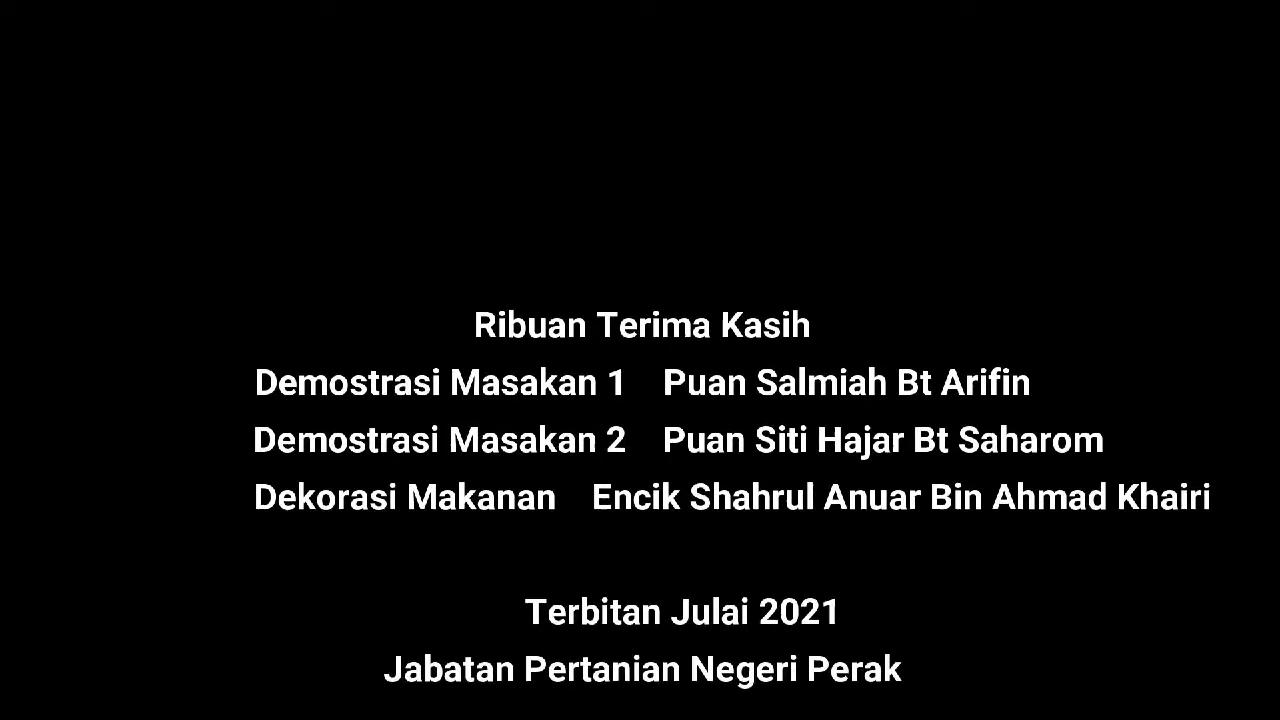 Ribuan Terima Kasih
Demostrasi Masakan 1 Puan Salmiah Bt Arifin
Demostrasi Masakan 2 Puan Siti Hajar Bt Saharom
Dekorasi Makanan Encik Shahrul Anuar Bin Ahmad Khairi
Terbitan Julai 2021
Jabatan Pertanian Negeri Perak